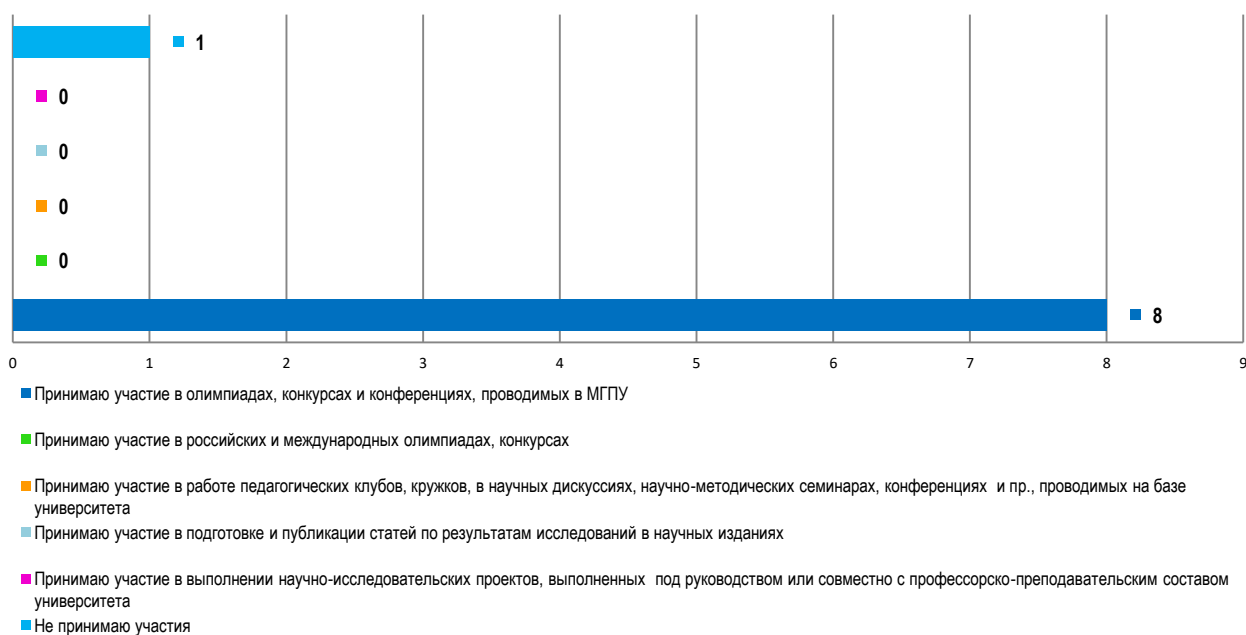 1
0
0
0
0
8
0 1 2 3 4 5 6 7 8 9
Принимаю участие в олимпиадах, конкурсах и конференциях, проводимых в МГПУ
Принимаю участие в российских и международных олимпиадах, конкурсах
Принимаю участие в работе педагогических клубов, кружков, в научных дискуссиях, научно-методических семинарах, конференциях и пр., проводимых на базе
университета
Принимаю участие в подготовке и публикации статей по результатам исследований в научных изданиях
Принимаю участие в выполнении научно-исследовательских проектов, выполненных под руководством или совместно с профессорско-преподавательским составом
университета
Не принимаю участия